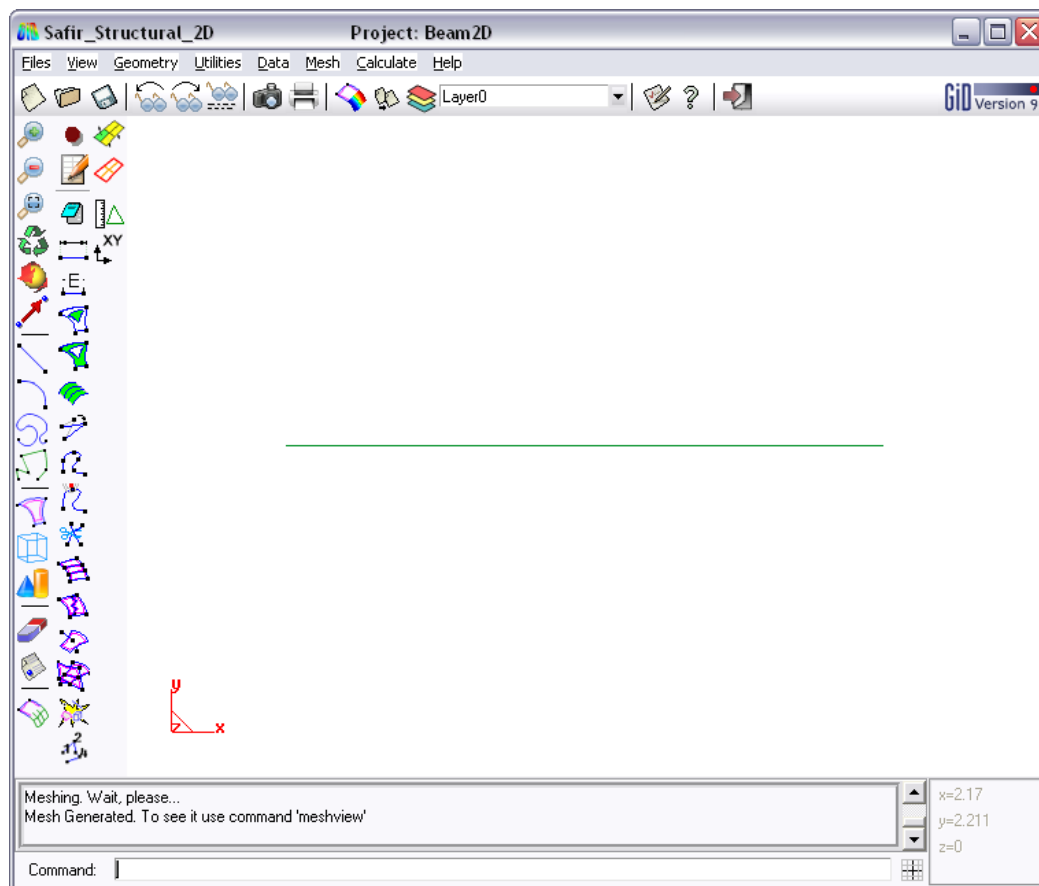 Safir_Structural_2D Project: Beam2D
Files View Geometry Utilities Data Mesh Calculate Help
Layer0
GiD Version 9
XY
E
y
z x
2
Meshing. Wait, please...
Mesh Generated. To see it use command 'meshview'
x=2.17
y=2.211
z=0
Command: